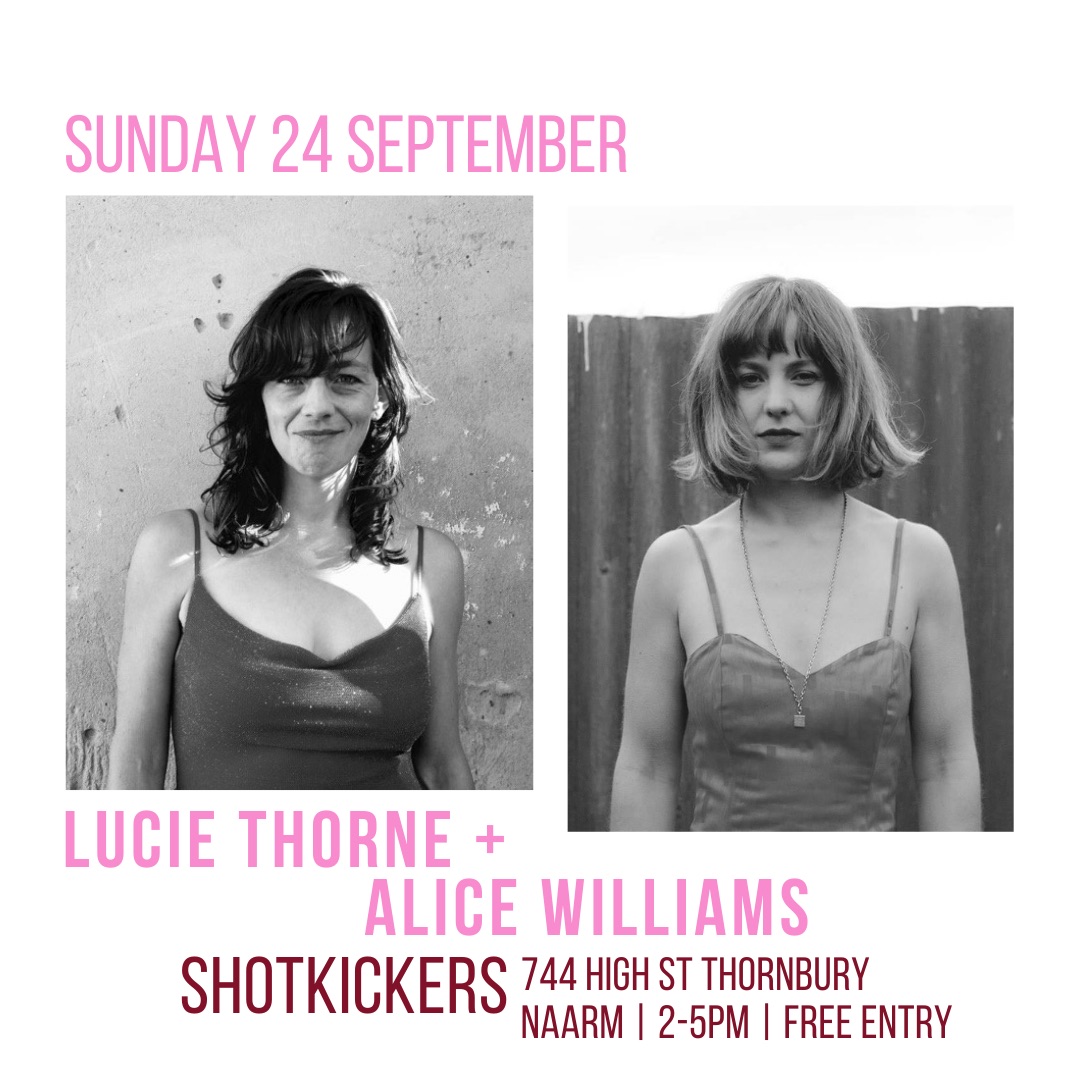 SUNDAY 24 SEPTEMBER
LUCIE THORNE +
ALICE WILLIAMS
SHOTKICKERS
744 HIGH ST THORNBURY
NAARM | 2-5PM | FREE ENTRY